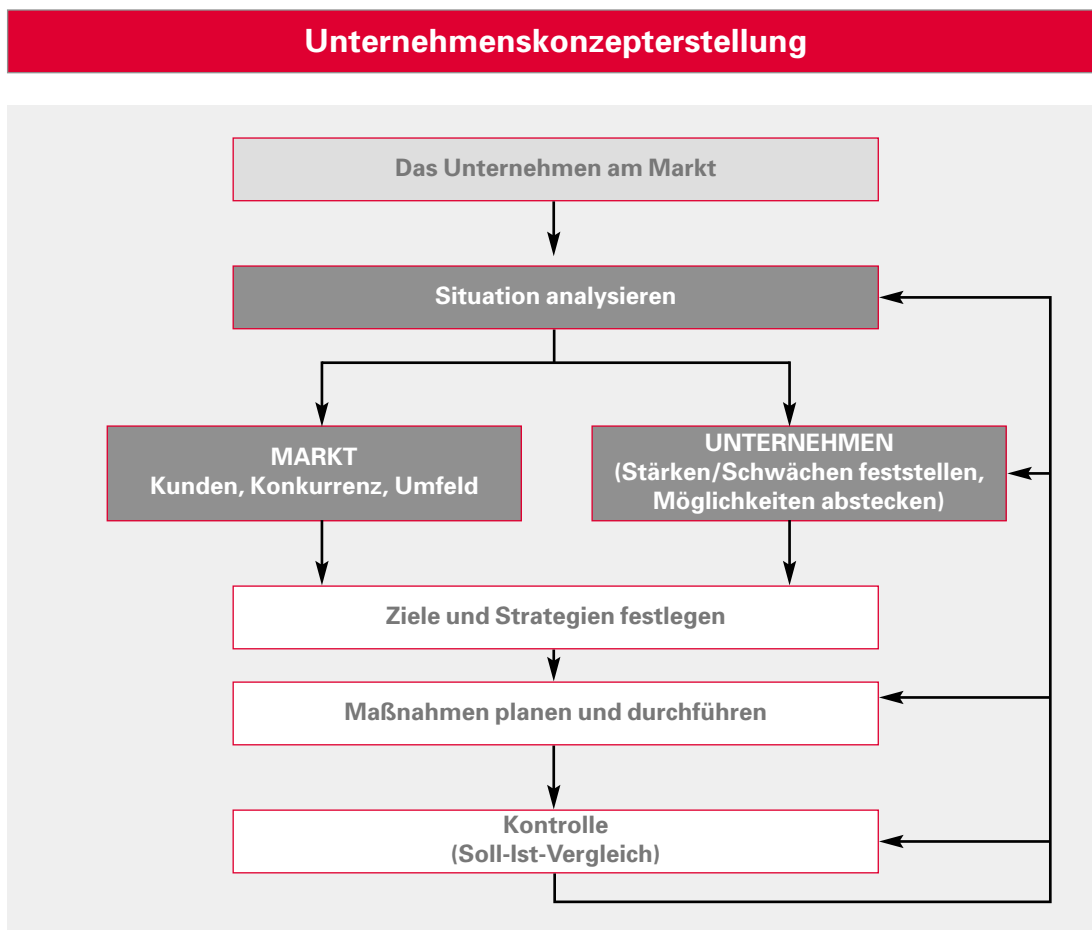 Unternehmenskonzepterstellung
Das Unternehmen am Markt
Situation analysieren
MARKT
Kunden, Konkurrenz, Umfeld
UNTERNEHMEN
(Stärken/Schwächen feststellen,
Möglichkeiten abstecken)
Ziele und Strategien festlegen
Maßnahmen planen und durchführen
Kontrolle
(Soll-Ist-Vergleich)